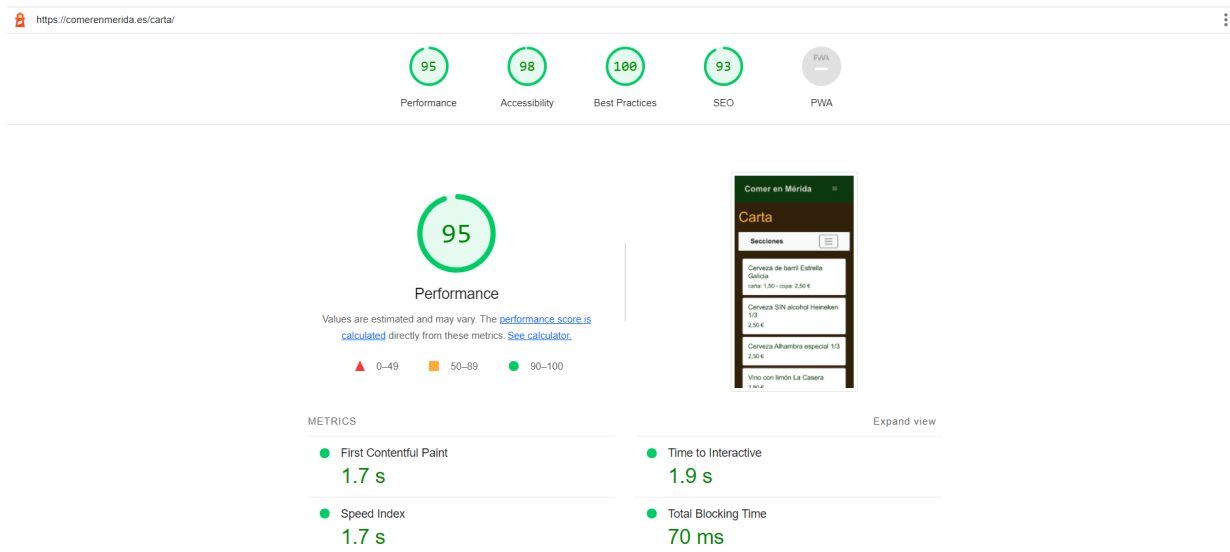 https://comerenmerida.es/carta/
95
98
100
93
PWA
Performance
Accessibility
Best Practices
SEO
PWA
95
Performance
Values are estimated and may vary. The performance score is
calculated directly from these metrics. See calculator.
0–49
50–89
90–100
Comer en Mérida
Carta
Secciones
Cerveza de barril Estrella
Galicia
caña: 1,50 - copa: 2,50 €
Cerveza SIN alcohol Heineken
1/3
2,50 €
Cerveza Alhambra especial 1/3
2,50 €
Vino con limón La Casera
METRICS
Expand view
First Contentful Paint
1.7 s
Time to Interactive
1.9 s
Speed Index
1.7 s
Total Blocking Time
70 ms